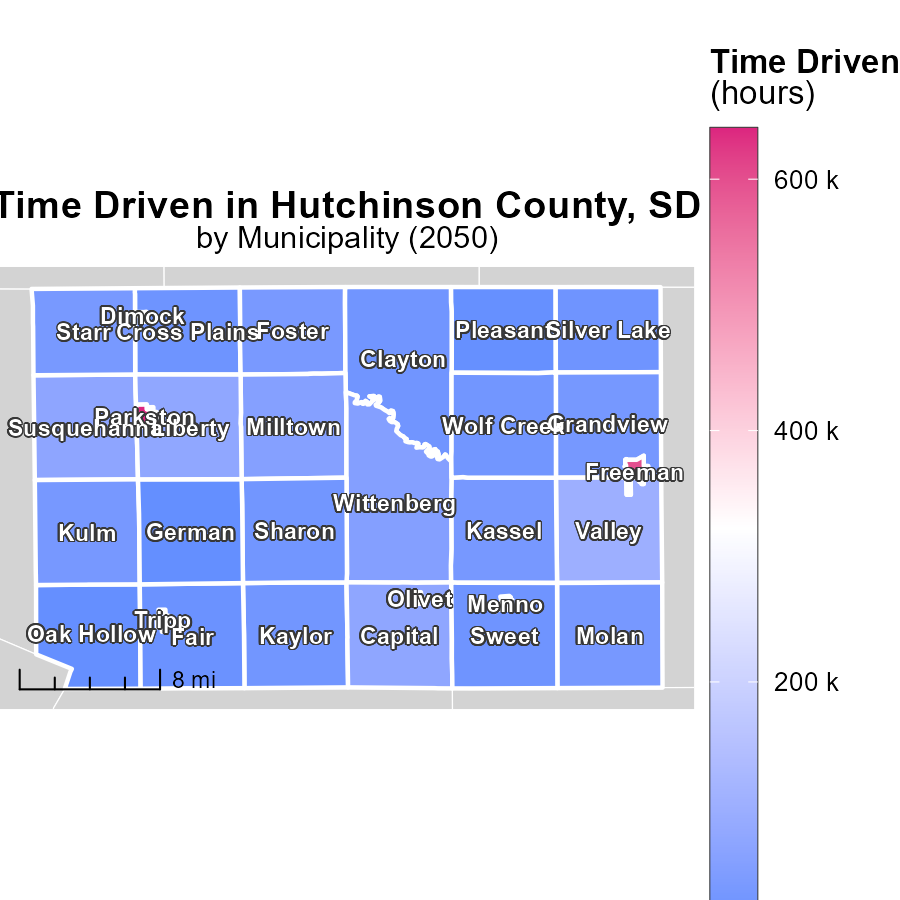 Time Driven
(hours)
600 k
400 k
200 k
Time Driven in Hutchinson County, SD
by Municipality (2050)
Dimock
Starr Cross Plains Foster Pleasant Silver Lake
Clayton
Parkston
Susquehanna Liberty Milltown Wolf Creek Grandview
Freeman
Wittenberg
Kulm German Sharon Kassel Valley
Olivet Menno
Tripp
Oak Hollow Fair Kaylor Capital Sweet Molan
8 mi